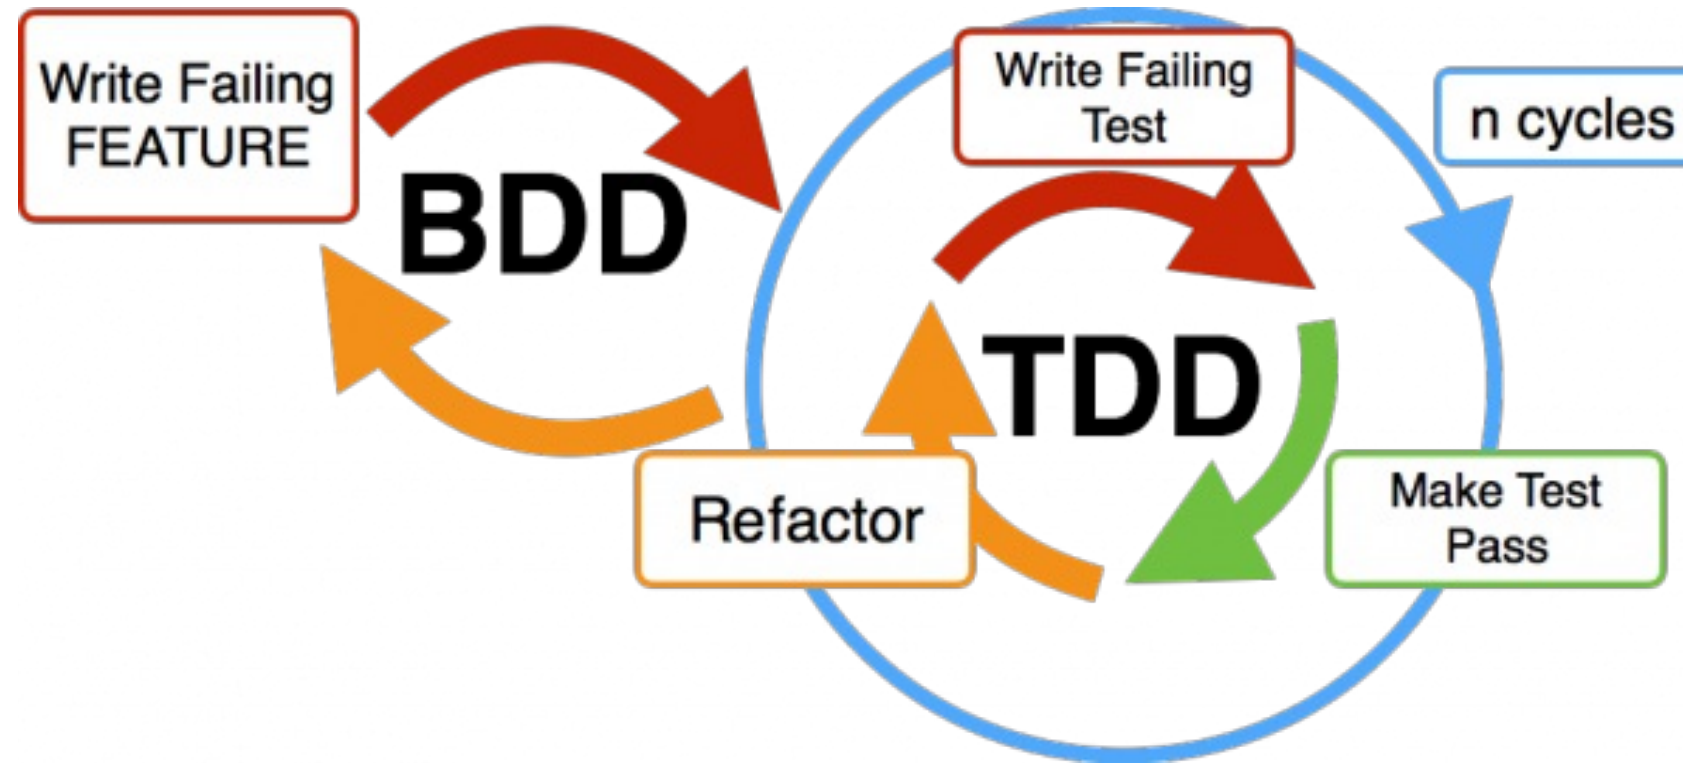 Write Failing
FEATURE
BDD
Write Failing
Test
n cycles
TDD
Refactor
Make Test
Pass